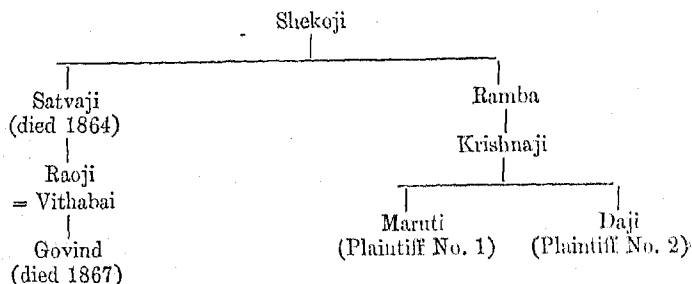 Shekoji
Satvaji
(died 1864)
Raoji
= Vithabai
Govind
(died 1867)
Ramba
Krishnaji
Maruti
(Plaintiff No. 1)
Daji
(Plaintiff No. 2)